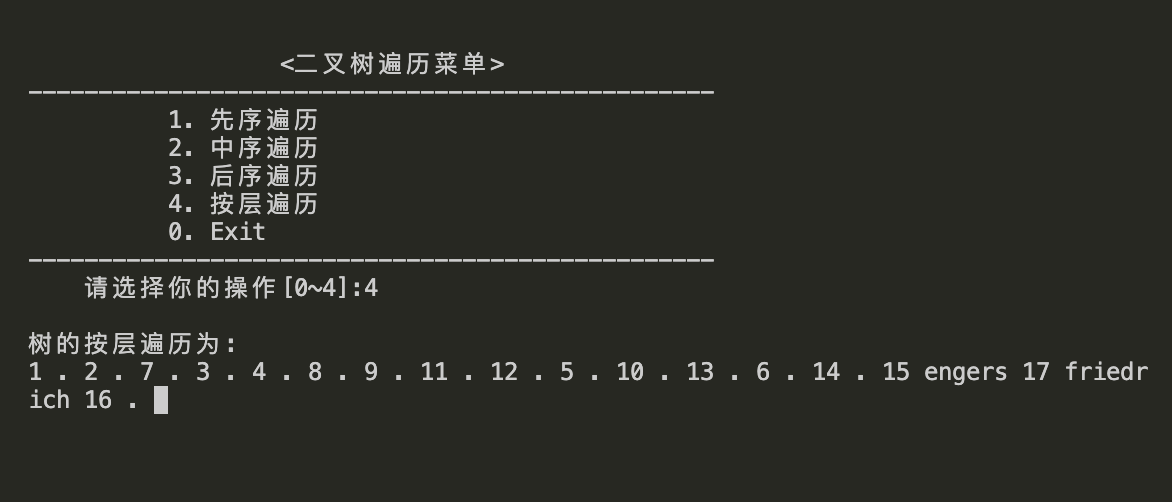 <二叉树遍历菜单>
1. 先序遍历
2. 中序遍历
3. 后序遍历
4. 按层遍历
0. Exit
请选择你的操作[0~4]:4
树的按层遍历为:
1 . 2 . 7 . 3 . 4 . 8 . 9 . 11 . 12 . 5 . 10 . 13 . 6 . 14 . 15 engers 17 friedr
ich 16 .